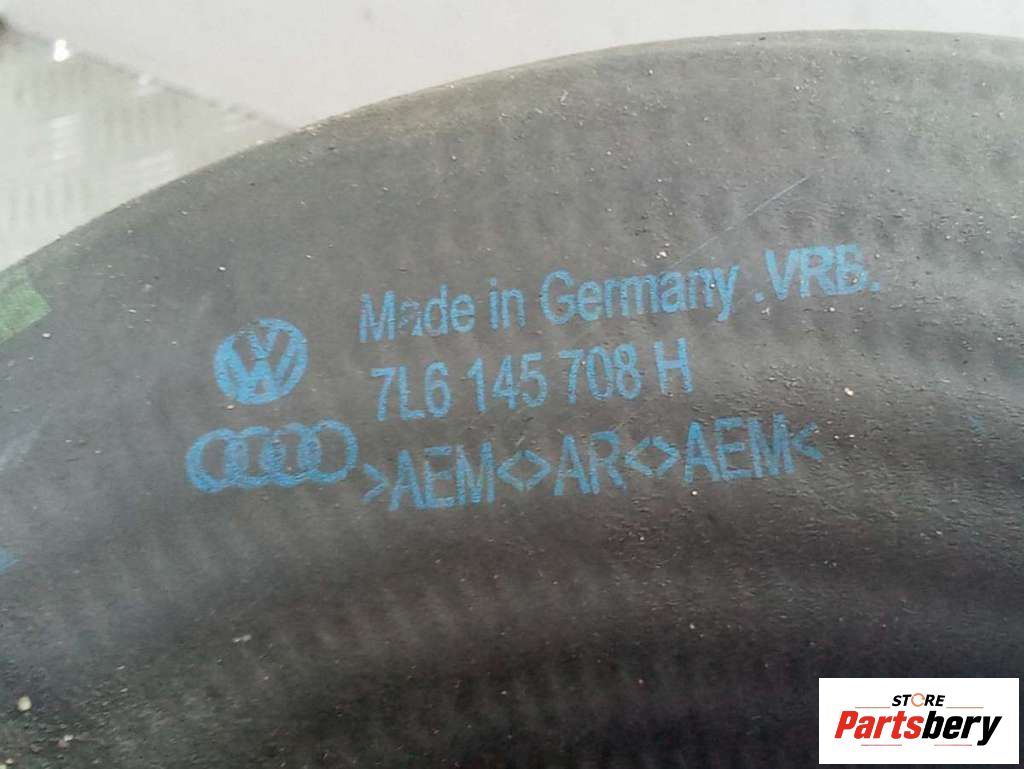 Made in Germany .VRB.
7L6 145 708 H
>AEM<>AR<>AEM<
STORE
Partsbery